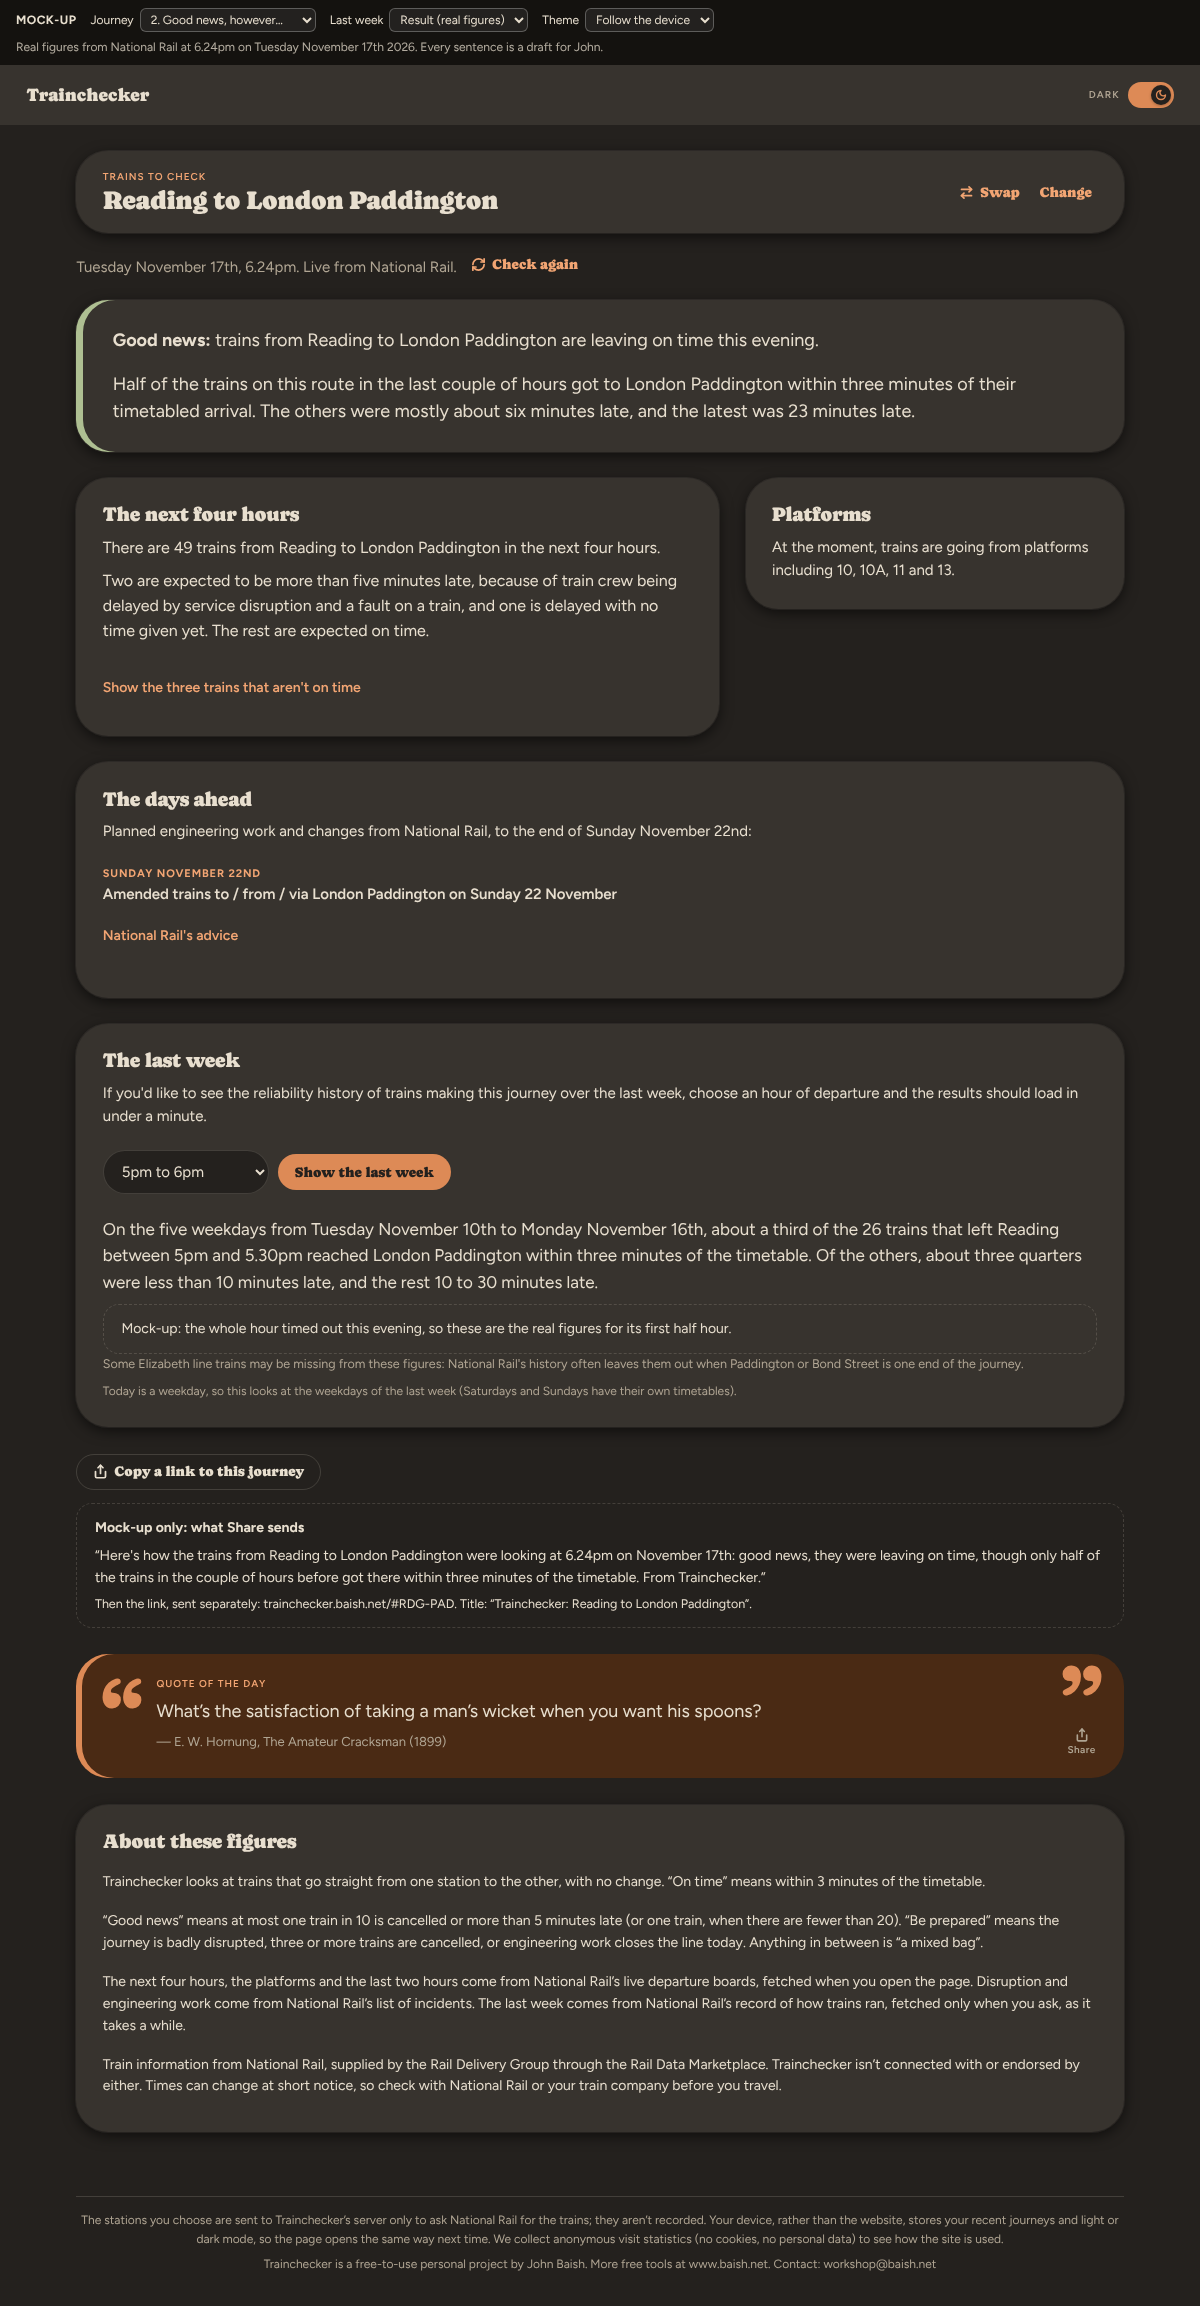 MOCK-UP Journey 2. Good news, however... Last week Result (real figures) Theme Follow the device
Real figures from National Rail at 6.24pm on Tuesday November 17th 2026. Every sentence is a draft for John.
Trainchecker
DARK
TRAINS TO CHECK
Reading to London Paddington
Swap Change
Tuesday November 17th, 6.24pm. Live from National Rail. Check again
Good news: trains from Reading to London Paddington are leaving on time this evening.
Half of the trains on this route in the last couple of hours got to London Paddington within three minutes of their
timetabled arrival. The others were mostly about six minutes late, and the latest was 23 minutes late.
The next four hours
There are 49 trains from Reading to London Paddington in the next four hours.
Two are expected to be more than five minutes late, because of train crew being
delayed by service disruption and a fault on a train, and one is delayed with no
time given yet. The rest are expected on time.
Show the three trains that aren't on time
Platforms
At the moment, trains are going from platforms
including 10, 10A, 11 and 13.
The days ahead
Planned engineering work and changes from National Rail, to the end of Sunday November 22nd:
SUNDAY NOVEMBER 22ND
Amended trains to / from / via London Paddington on Sunday 22 November
National Rail's advice
The last week
If you'd like to see the reliability history of trains making this journey over the last week, choose an hour of departure and the results should load in
under a minute.
5pm to 6pm Show the last week
On the five weekdays from Tuesday November 10th to Monday November 16th, about a third of the 26 trains that left Reading
between 5pm and 5.30pm reached London Paddington within three minutes of the timetable. Of the others, about three quarters
were less than 10 minutes late, and the rest 10 to 30 minutes late.
Mock-up: the whole hour timed out this evening, so these are the real figures for its first half hour.
Some Elizabeth line trains may be missing from these figures: National Rail's history often leaves them out when Paddington or Bond Street is one end of the journey.
Today is a weekday, so this looks at the weekdays of the last week (Saturdays and Sundays have their own timetables).
Copy a link to this journey
Mock-up only: what Share sends
“Here's how the trains from Reading to London Paddington were looking at 6.24pm on November 17th: good news, they were leaving on time, though only half of
the trains in the couple of hours before got there within three minutes of the timetable. From Trainchecker.”
Then the link, sent separately: trainchecker.baish.net/#RDG-PAD. Title: “Trainchecker: Reading to London Paddington”.
“ QUOTE OF THE DAY ”
What’s the satisfaction of taking a man’s wicket when you want his spoons?
— E. W. Hornung, The Amateur Cracksman (1899)
Share
About these figures
Trainchecker looks at trains that go straight from one station to the other, with no change. “On time” means within 3 minutes of the timetable.
“Good news” means at most one train in 10 is cancelled or more than 5 minutes late (or one train, when there are fewer than 20). “Be prepared” means the
journey is badly disrupted, three or more trains are cancelled, or engineering work closes the line today. Anything in between is “a mixed bag”.
The next four hours, the platforms and the last two hours come from National Rail’s live departure boards, fetched when you open the page. Disruption and
engineering work come from National Rail’s list of incidents. The last week comes from National Rail’s record of how trains ran, fetched only when you ask, as it
takes a while.
Train information from National Rail, supplied by the Rail Delivery Group through the Rail Data Marketplace. Trainchecker isn’t connected with or endorsed by
either. Times can change at short notice, so check with National Rail or your train company before you travel.
The stations you choose are sent to Trainchecker’s server only to ask National Rail for the trains; they aren’t recorded. Your device, rather than the website, stores your recent journeys and light or
dark mode, so the page opens the same way next time. We collect anonymous visit statistics (no cookies, no personal data) to see how the site is used.
Trainchecker is a free-to-use personal project by John Baish. More free tools at www.baish.net. Contact: workshop@baish.net